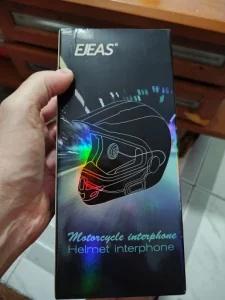 EJEAS®
Motorcycle interphone
Helmet interphone